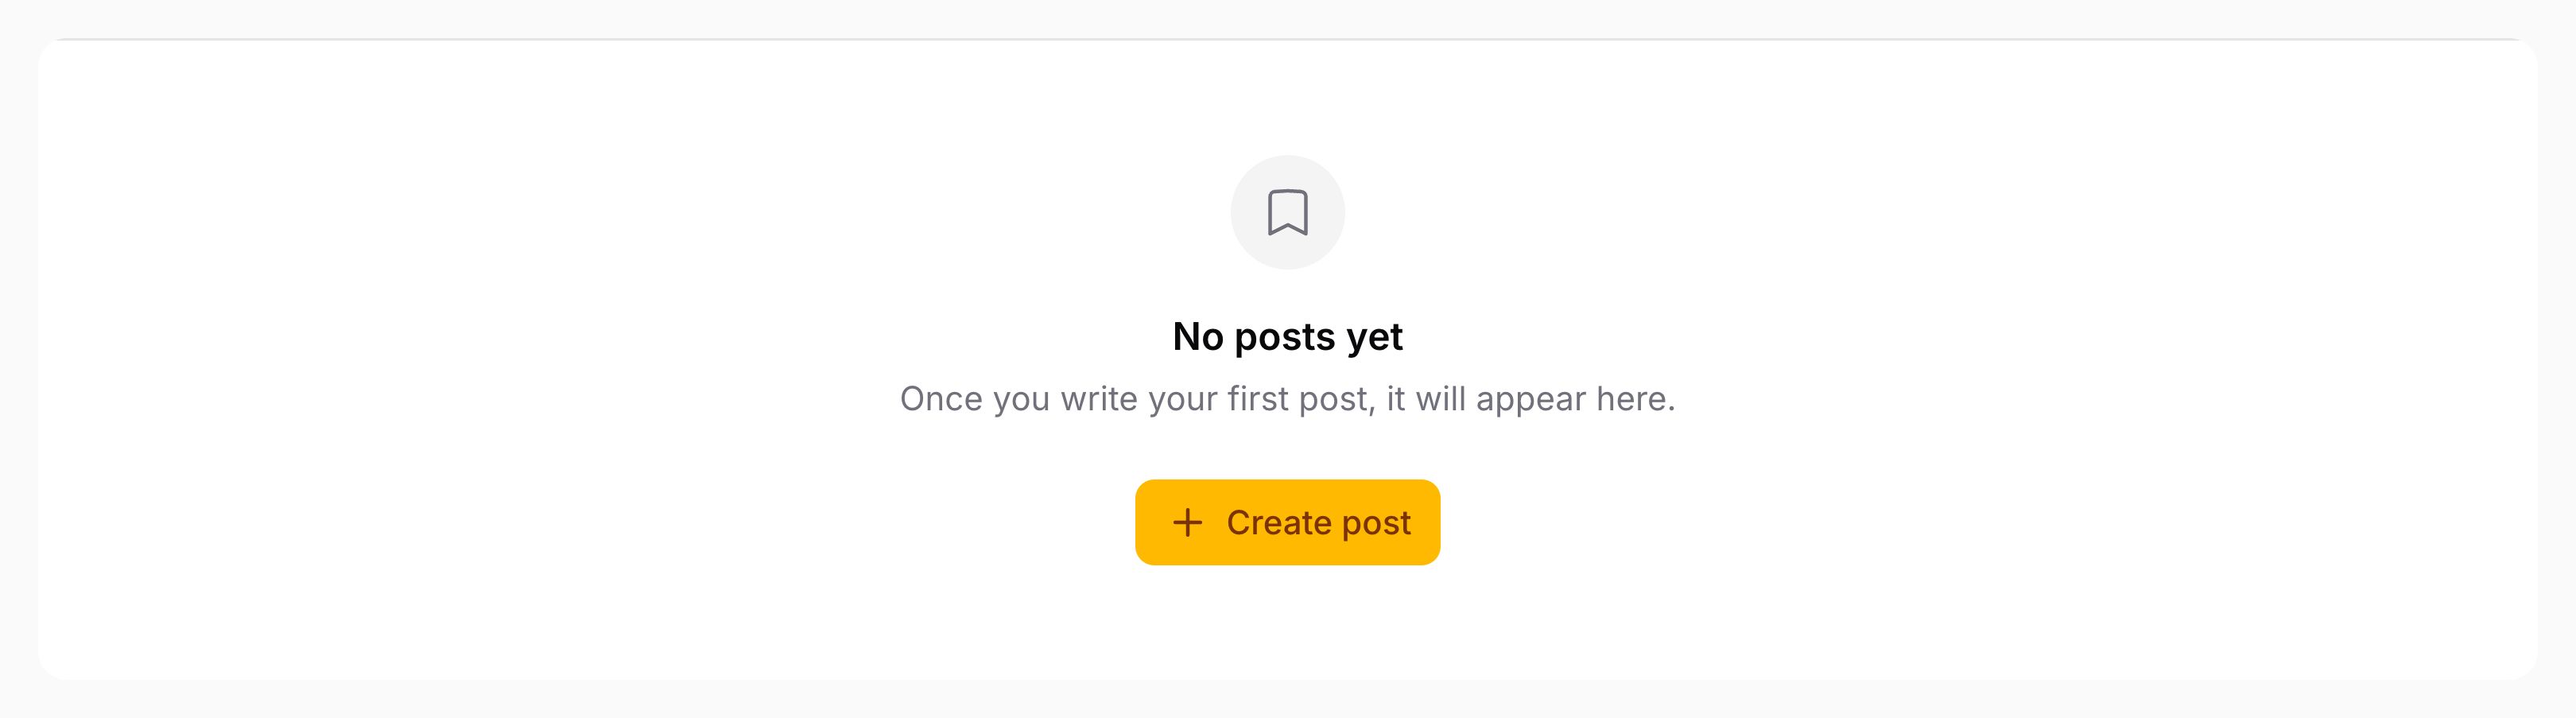 No posts yet
Once you write your first post, it will appear here.
Create post